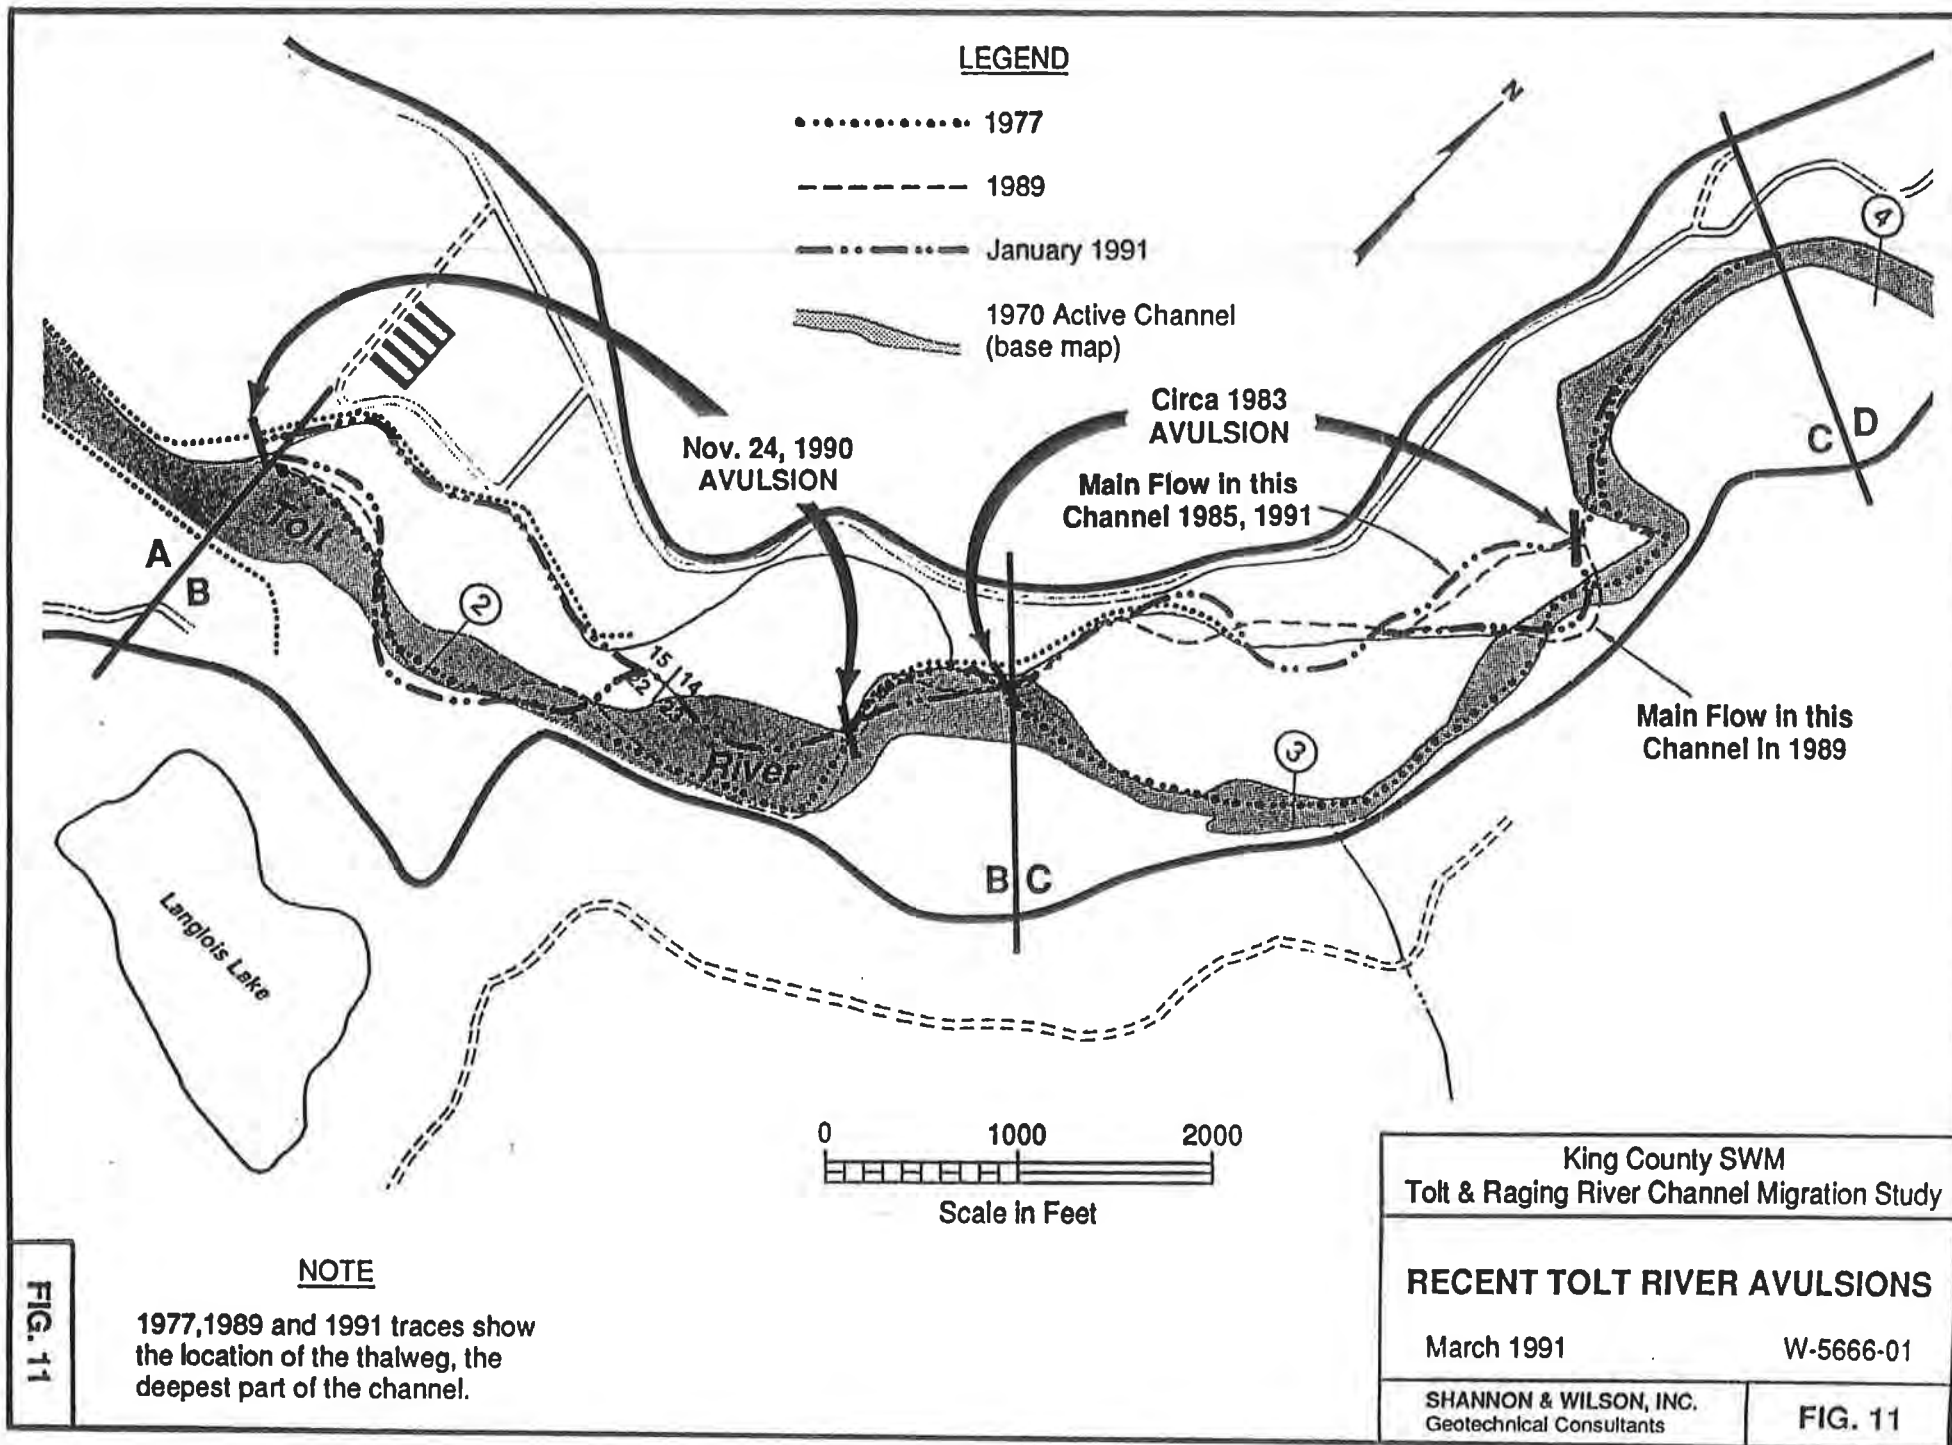 LEGEND
1977
1989
January 1991
1970 Active Channel
(base map)
N
4
Circa 1983
AVULSION
Nov. 24, 1990
AVULSION
Main Flow in this
Channel 1985, 1991
C D
A
B
Tolt
2
15 14
22 23
River
3
Main Flow in this
Channel in 1989
B C
Langlois Lake
0 1000 2000
Scale in Feet
NOTE
1977,1989 and 1991 traces show
the location of the thalweg, the
deepest part of the channel.
FIG. 11
King County SWM
Tolt & Raging River Channel Migration Study
RECENT TOLT RIVER AVULSIONS
March 1991 W-5666-01
SHANNON & WILSON, INC.
Geotechnical Consultants
FIG. 11